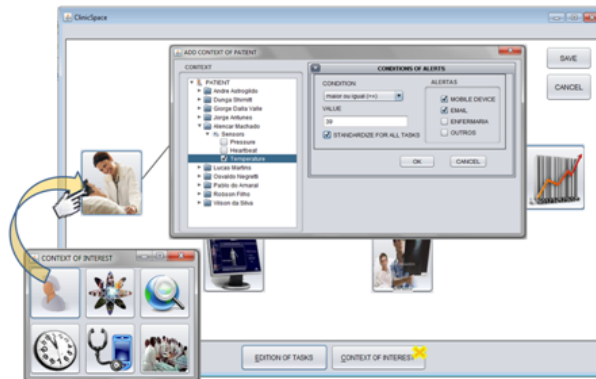 ClinicSpace
ADD CONTEXT OF PATIENT
CONTEXT
PATIENT
Andre Astrogildo
Dunga Shimitt
Giorge Dalla Valle
Jorge Antunes
Alencar Machado
Sensors
Pressure
Heartbeat
Temperature
Lucas Martins
Osvaldo Negretti
Pablo do Amaral
Robson Filho
Vilson da Silva
CONDITIONS OF ALERTS
CONDITION
maior ou igual (>=)
VALUE
38
STANDARDIZE FOR ALL TASKS
ALERTAS
MOBILE DEVICE
EMAIL
ENFERMARIA
OUTROS
OK
CANCEL
SAVE
CANCEL
CONTEXT OF INTEREST
EDITION OF TASKS
CONTEXT OF INTEREST